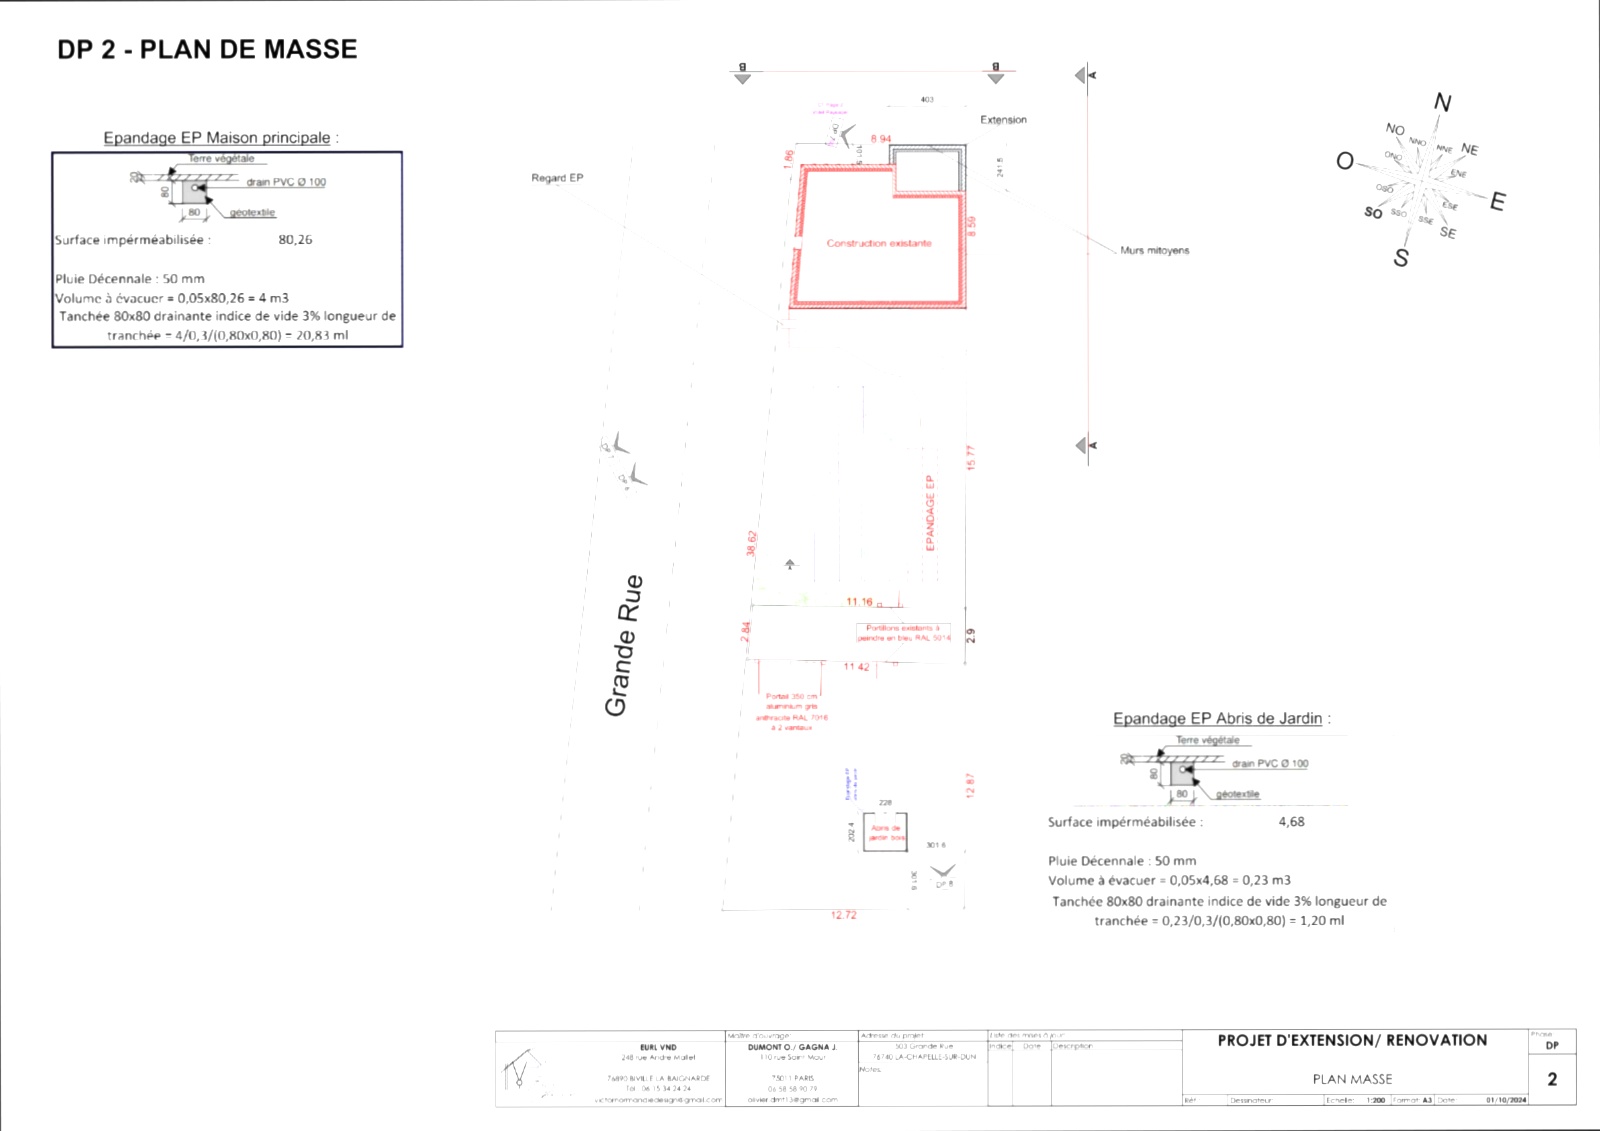 DP 2 - PLAN DE MASSE
Epandage EP Maison principale :
Terre végétale
20
80
drain PVC Ø 100
géotextile
80
Surface impérméabilisée : 80,26
Pluie Décennale : 50 mm
Volume à évacuer = 0,05x80,26 = 4 m3
Tanchée 80x80 drainante indice de vide 3% longueur de
tranchée = 4/0,3/(0,80x0,80) = 20,83 ml
B
B
A
403
Extension
8.94
1.86
101.9
241.5
Regard EP
Construction existante
8.59
Murs mitoyens
N
NNO
NNE
NO
NE
ONO
ENE
O
E
OSO
ESE
SO
SSO
SSE
SE
S
A
15.77
EPANDAGE EP
38.62
Grande Rue
11.16
2.84
Portillons existants à
peindre en bleu RAL 5014
2.9
11.42
Portail 350 cm
aluminium gris
anthracite RAL 7016
à 2 vantaux
12.87
228
202.4
Abris de
jardin bois
301.6
301.9
DP 8
12.72
Epandage EP Abris de Jardin :
Terre végétale
20
80
drain PVC Ø 100
géotextile
80
Surface impérméabilisée : 4,68
Pluie Décennale : 50 mm
Volume à évacuer = 0,05x4,68 = 0,23 m3
Tanchée 80x80 drainante indice de vide 3% longueur de
tranchée = 0,23/0,3/(0,80x0,80) = 1,20 ml
EURL VND
248 rue André Mallet
76890 BIVILLE LA BAIGNARDE
Tél : 06 15 34 24 24
victornormandiedesign@gmail.com
Maître d'ouvrage:
DUMONT O./ GAGNA J.
110 rue Saint Maur
75011 PARIS
06 58 58 90 79
olivier.dmt13@gmail.com
Adresse du projet:
503 Grande Rue
76740 LA-CHAPELLE-SUR-DUN
Notes:
Liste des mises à jour:
Indice Date Description
PROJET D'EXTENSION/ RENOVATION
PLAN MASSE
Réf: Dessinateur: Echelle: 1:200 Format: A3 Date: 01/10/2024
Phase:
DP
2